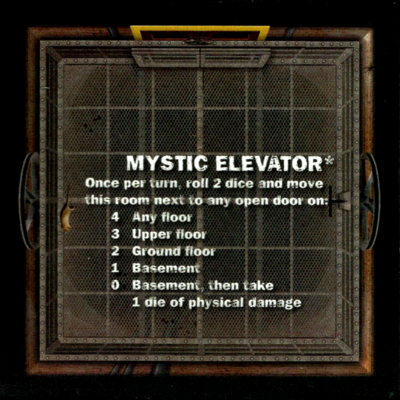 MYSTIC ELEVATOR*
Once per turn, roll 2 dice and move
this room next to any open door on:
4 Any floor
3 Upper floor
2 Ground floor
1 Basement
0 Basement, then take
1 die of physical damage